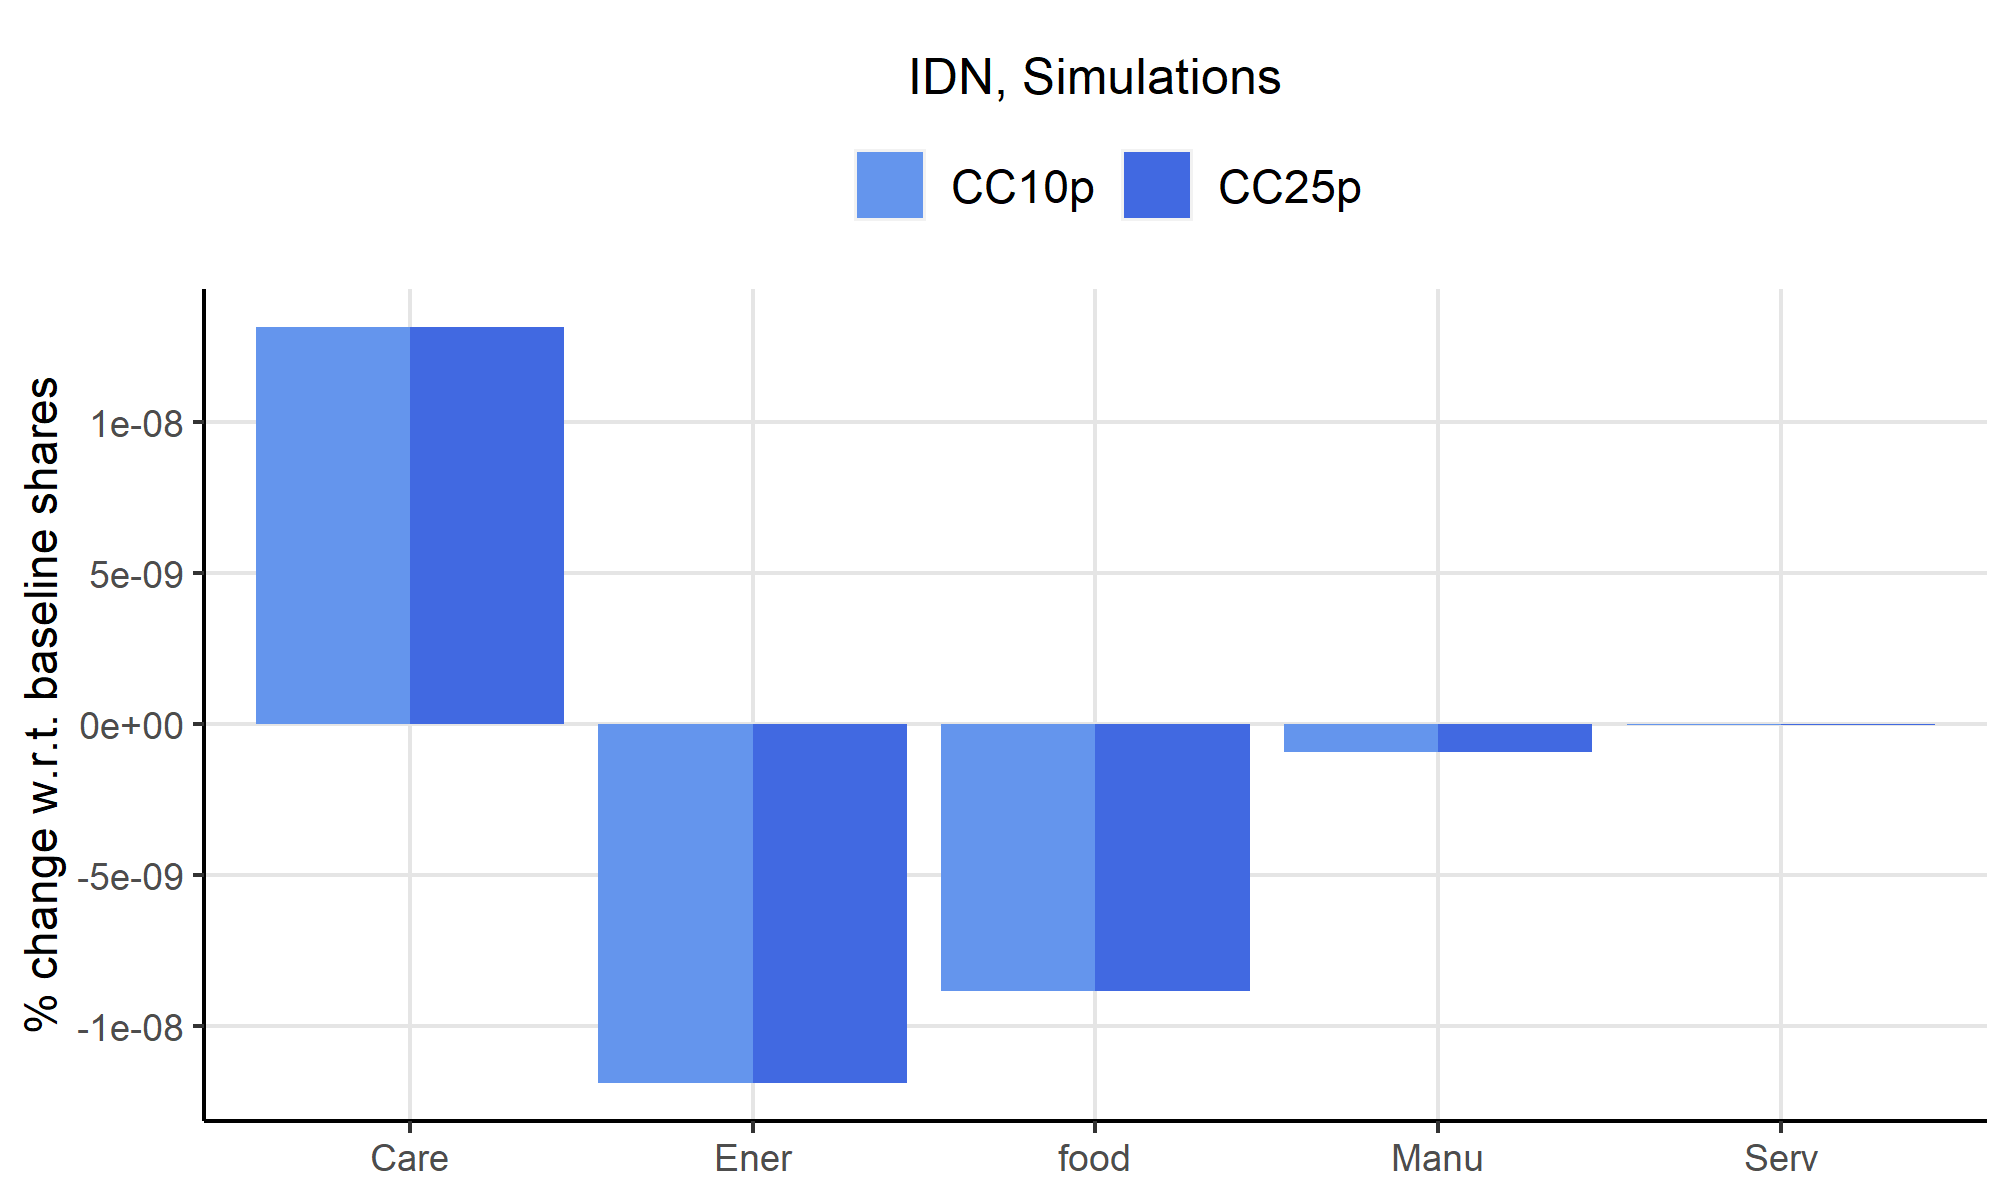 IDN, Simulations
CC10p CC25p
% change w.r.t. baseline shares
1e-08
5e-09
0e+00
-5e-09
-1e-08
Care Ener food Manu Serv